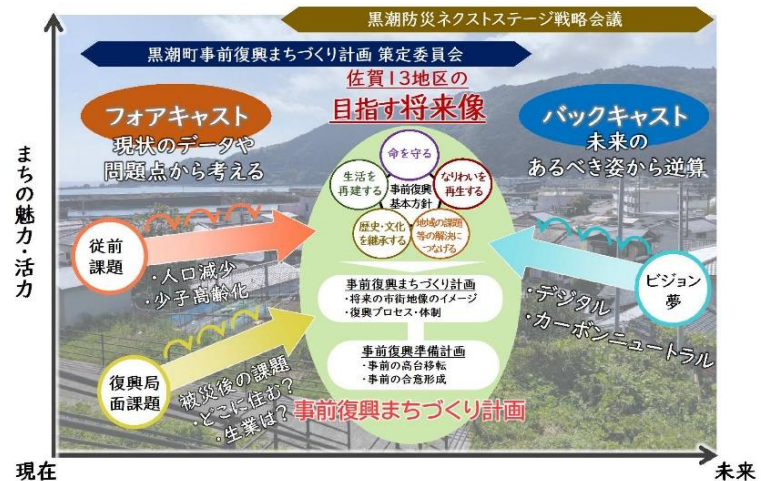 黒潮防災ネクストステージ戦略会議
黒潮町事前復興まちづくり計画 策定委員会
佐賀13地区の
目指す将来像
フォアキャスト
現状のデータや
問題点から考える
バックキャスト
未来の
あるべき姿から逆算
まちの魅力・活力
命を守る
生活を
再建する
事前復興
基本方針
なりわいを
再生する
歴史・文化
を継承する
地域の課題
等の解決に
つなげる
従前
課題
・人口減少
・少子高齢化
ビジョン
夢
・デジタル
・カーボンニュートラル
事前復興まちづくり計画
・将来の市街地像のイメージ
・復興プロセス・体制
事前復興準備計画
・事前の高台移転
・事前の合意形成
復興局
面課題
被災後の課題
・どこに住む?
・生業は?
事前復興まちづくり計画
現在
未来